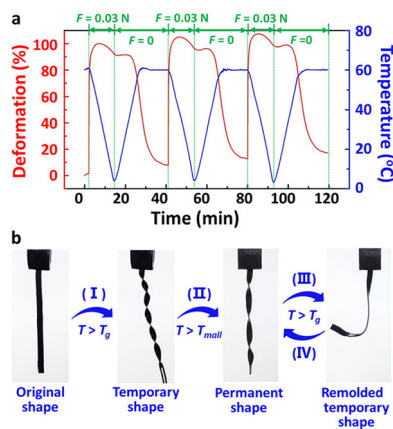 a
F = 0.03 N F = 0.03 N F = 0.03 N
F = 0 F = 0 F =0
100
80
60
40
20
0
Deformation (%)
80
60
40
20
0
Temperature (ºC)
0 20 40 60 80 100 120
Time (min)
b
(I) (II) (III)
T > Tg T > Tmall T > Tg
(IV)
Original shape
Temporary shape
Permanent shape
Remolded temporary shape